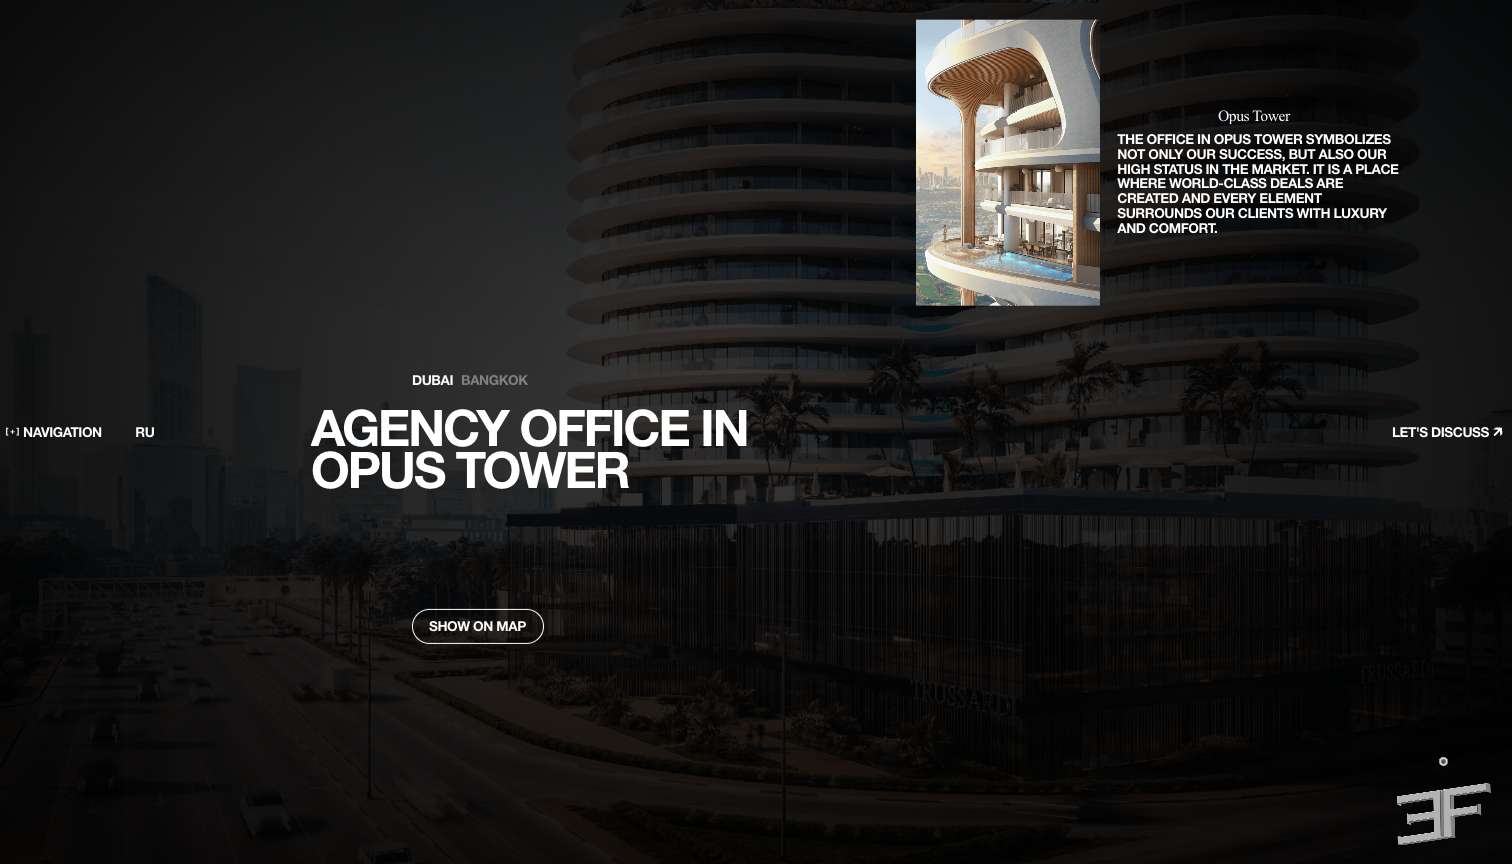 Opus Tower
THE OFFICE IN OPUS TOWER SYMBOLIZES
NOT ONLY OUR SUCCESS, BUT ALSO OUR
HIGH STATUS IN THE MARKET. IT IS A PLACE
WHERE WORLD-CLASS DEALS ARE
CREATED AND EVERY ELEMENT
SURROUNDS OUR CLIENTS WITH LUXURY
AND COMFORT.
DUBAI BANGKOK
AGENCY OFFICE IN
OPUS TOWER
[+] NAVIGATION RU
LET'S DISCUSS
SHOW ON MAP
TRUSSARDI
TRUSSARDI